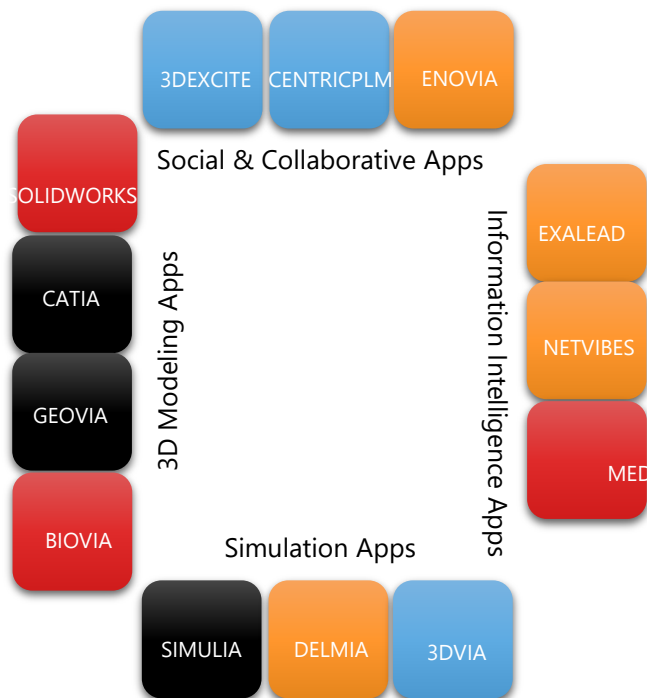 3DEXCITE CENTRICPLM ENOVIA
Social & Collaborative Apps
SOLIDWORKS
CATIA
GEOVIA
BIOVIA
3D Modeling Apps
Information Intelligence Apps
EXALEAD
NETVIBES
MED
Simulation Apps
SIMULIA DELMIA 3DVIA